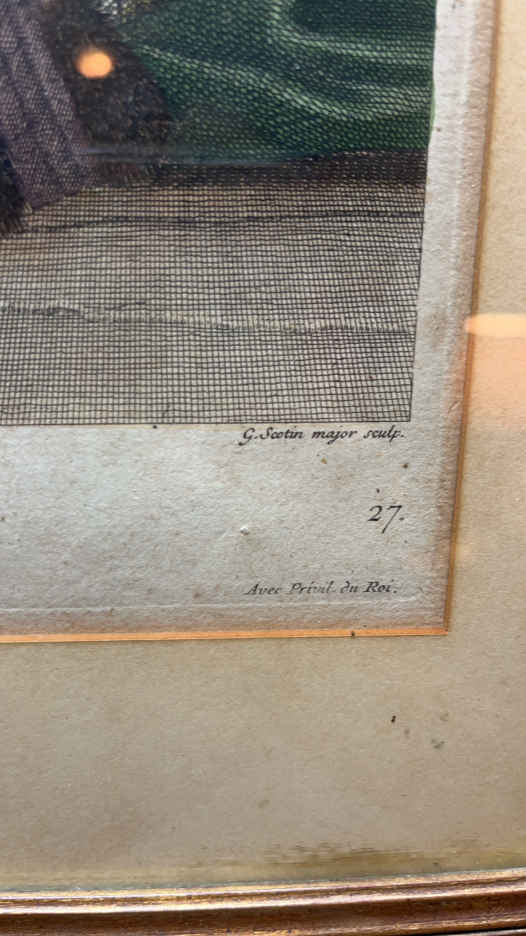 G. Scotin major sculp.
27.
Avec Privil. du Roi.